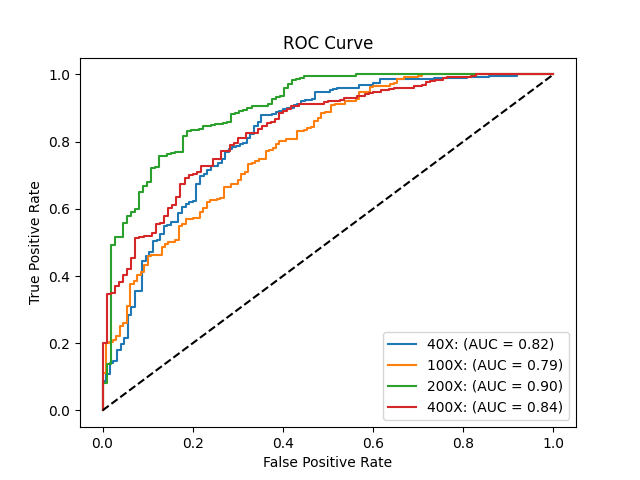 ROC Curve
True Positive Rate
1.0
0.8
0.6
0.4
0.2
0.0
40X: (AUC = 0.82)
100X: (AUC = 0.79)
200X: (AUC = 0.90)
400X: (AUC = 0.84)
0.0 0.2 0.4 0.6 0.8 1.0
False Positive Rate